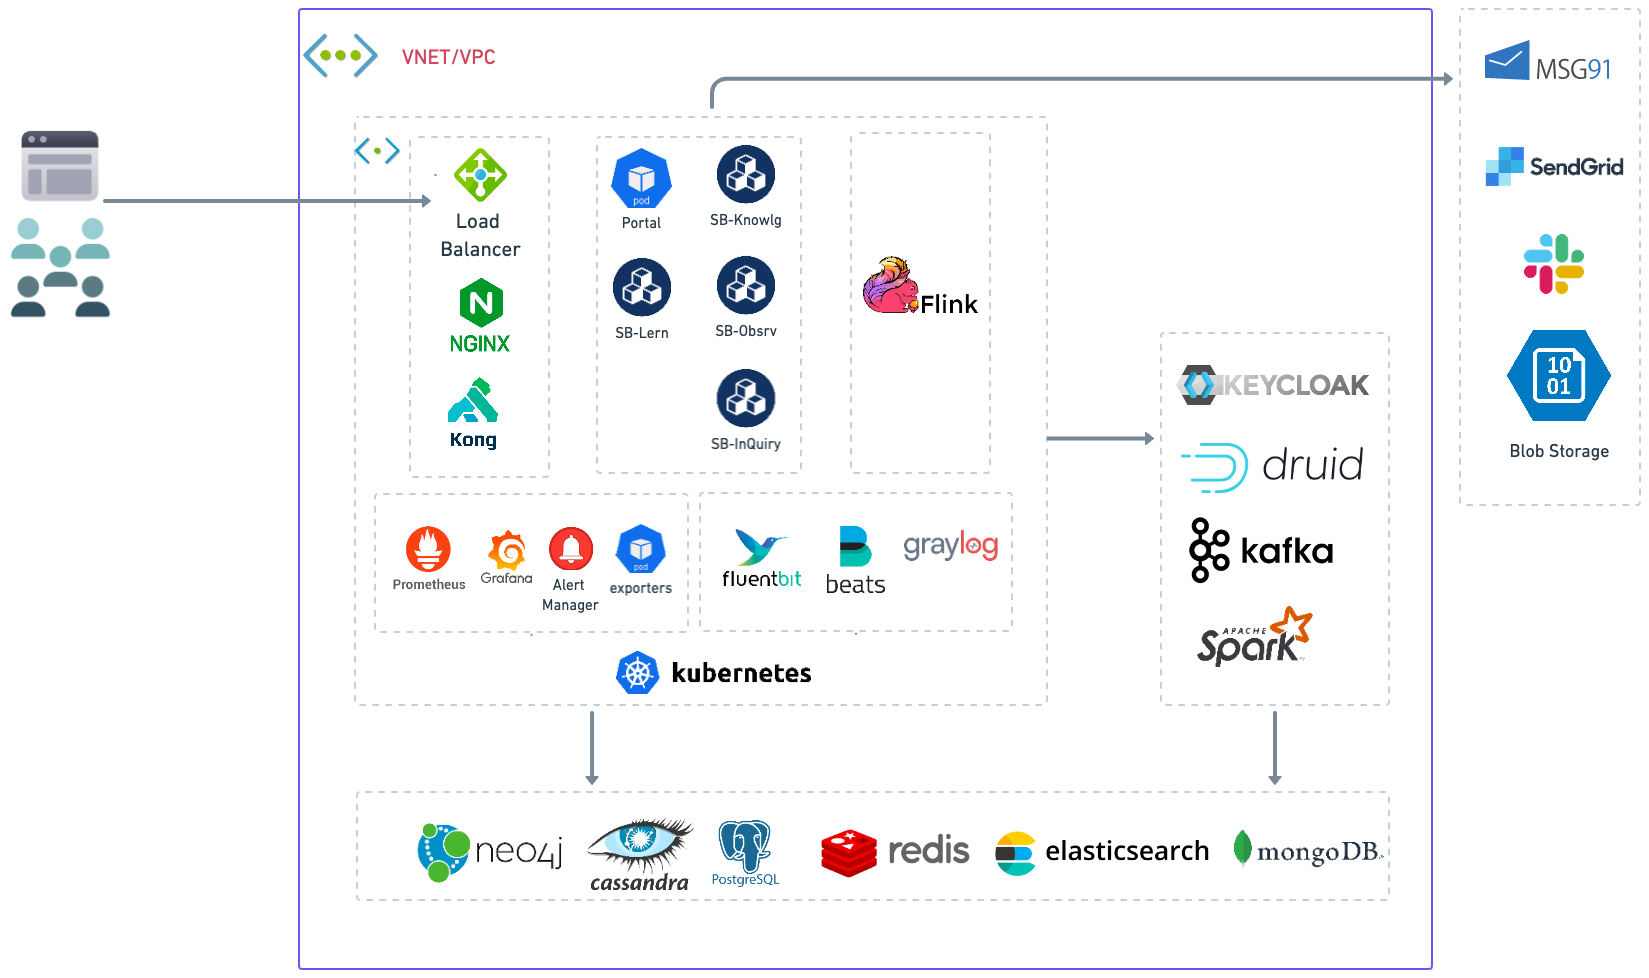 VNET/VPC
Load
Balancer
NGINX
Kong
pod
Portal
SB-Knowlg
SB-Lern
SB-Obsrv
SB-InQuiry
Flink
Prometheus
Grafana
Alert
Manager
pod
exporters
fluentbit
beats
graylog
kubernetes
KEYCLOAK
druid
kafka
APACHE
Spark
neo4j
cassandra
PostgreSQL
redis
elasticsearch
mongoDB
MSG91
SendGrid
10
01
Blob Storage